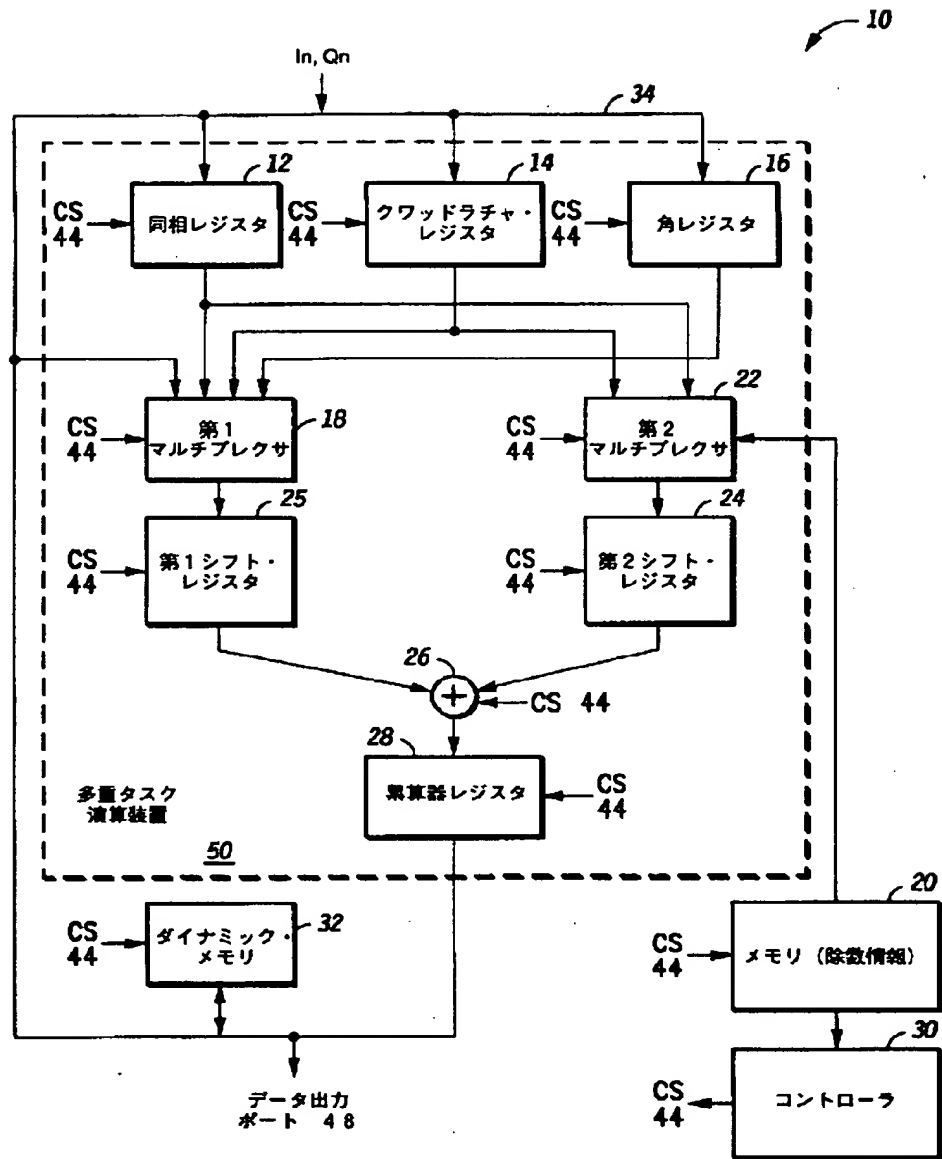 10
In, Qn
34
12
14
16
CS
44
同相レジスタ
CS
44
クワッドラチャ・
レジスタ
CS
44
角レジスタ
CS
44
第1
マルチプレクサ
18
CS
44
第2
マルチプレクサ
22
CS
44
第1シフト・
レジスタ
25
CS
44
第2シフト・
レジスタ
24
26
+
CS 44
28
累算器レジスタ
CS
44
多重タスク
演算装置
50
CS
44
ダイナミック・
メモリ
32
20
CS
44
メモリ(除数情報)
30
CS
44
コントローラ
データ出力
ポート 48